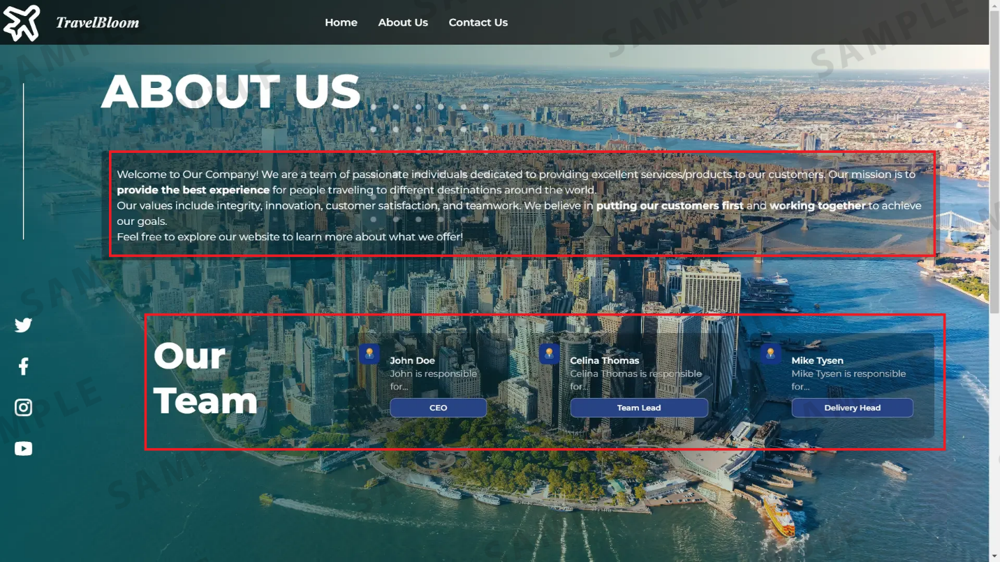 TravelBloom
Home
About Us
Contact Us
ABOUT US
Welcome to Our Company! We are a team of passionate individuals dedicated to providing excellent services/products to our customers. Our mission is to
provide the best experience for people traveling to different destinations around the world.
Our values include integrity, innovation, customer satisfaction, and teamwork. We believe in putting our customers first and working together to achieve
our goals.
Feel free to explore our website to learn more about what we offer!
Our
Team
John Doe
John is responsible
for...
CEO
Celina Thomas
Celina Thomas is responsible
for...
Team Lead
Mike Tysen
Mike Tysen is responsible
for...
Delivery Head
SAMPLE
SAMPLE
SAMPLE
SAMPLE
SAMPLE